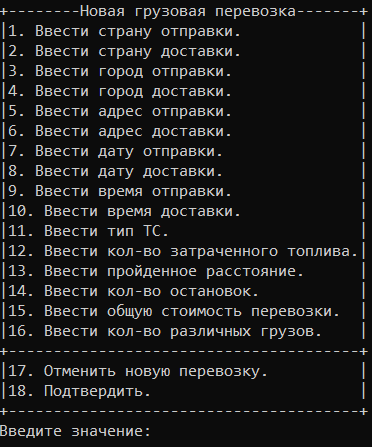 +--------Новая грузовая перевозка-------+
|1. Ввести страну отправки.             |
|2. Ввести страну доставки.             |
|3. Ввести город отправки.              |
|4. Ввести город доставки.              |
|5. Ввести адрес отправки.              |
|6. Ввести адрес доставки.              |
|7. Ввести дату отправки.               |
|8. Ввести дату доставки.               |
|9. Ввести время отправки.              |
|10. Ввести время доставки.             |
|11. Ввести тип ТС.                     |
|12. Ввести кол-во затраченного топлива.|
|13. Ввести пройденное расстояние.      |
|14. Ввести кол-во остановок.           |
|15. Ввести общую стоимость перевозки.  |
|16. Ввести кол-во различных грузов.    |
+---------------------------------------+
|17. Отменить новую перевозку.          |
|18. Подтвердить.                       |
+---------------------------------------+
Введите значение: